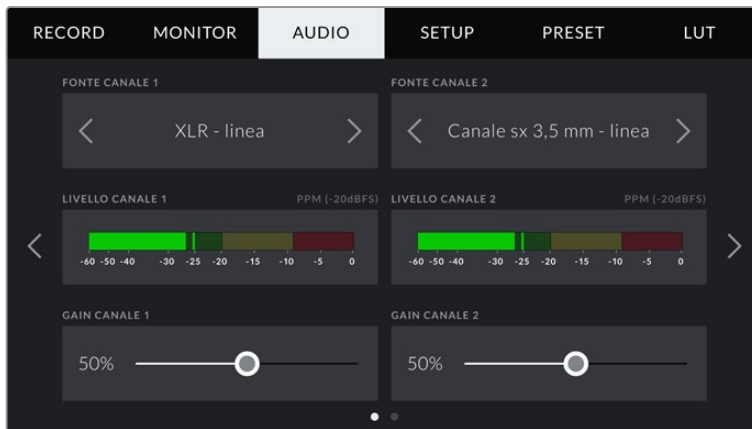 RECORD MONITOR AUDIO SETUP PRESET LUT
FONTE CANALE 1 FONTE CANALE 2
XLR - linea Canale sx 3,5 mm - linea
LIVELLO CANALE 1 PPM (-20dBFS) LIVELLO CANALE 2 PPM (-20dBFS)
-60 -50 -40 -30 -25 -20 -15 -10 -5 0 -60 -50 -40 -30 -25 -20 -15 -10 -5 0
GAIN CANALE 1 GAIN CANALE 2
50% 50%